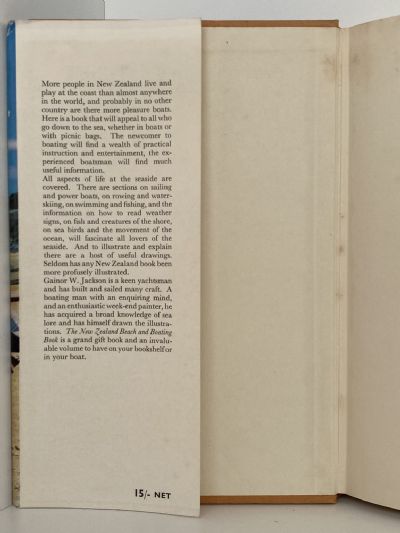 More people in New Zealand live and
play at the coast than almost anywhere
in the world, and probably in no other
country are there more pleasure boats.
Here is a book that will appeal to all who
go down to the sea, whether in boats or
with picnic bags. The newcomer to
boating will find a wealth of practical
instruction and entertainment, the ex-
perienced boatsman will find much
useful information.
All aspects of life at the seaside are
covered. There are sections on sailing
and power boats, on rowing and water-
skiing, on swimming and fishing, and the
information on how to read weather
signs, on fish and creatures of the shore,
on sea birds and the movement of the
ocean, will fascinate all lovers of the
seaside. And to illustrate and explain
there are a host of useful drawings.
Seldom has any New Zealand book been
more profusely illustrated.
Gainor W. Jackson is a keen yachtsman
and has built and sailed many craft. A
boating man with an enquiring mind,
and an enthusiastic week-end painter, he
has acquired a broad knowledge of sea
lore and has himself drawn the illustra-
tions. The New Zealand Beach and Boating
Book is a grand gift book and an invalu-
able volume to have on your bookshelf or
in your boat.
15/- NET